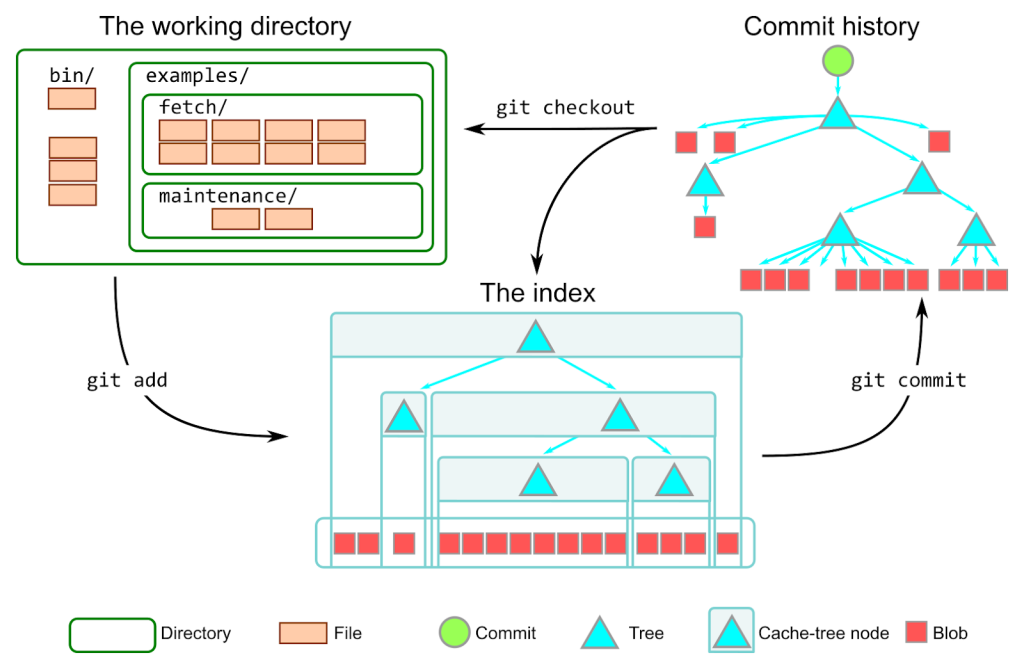 The working directory
Commit history
bin/
examples/
fetch/
git checkout
maintenance/
The index
git add
git commit
Directory
File
Commit
Tree
Cache-tree node
Blob